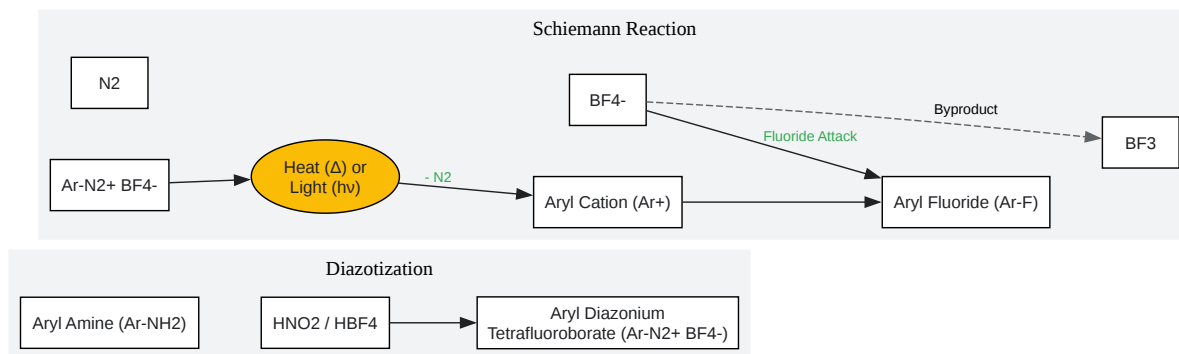 Schiemann Reaction
N2
BF4-
Byproduct
BF3
Fluoride Attack
Ar-N2+ BF4-
Heat (Δ) or
Light (hν)
- N2
Aryl Cation (Ar+)
Aryl Fluoride (Ar-F)
Diazotization
Aryl Amine (Ar-NH2)
HNO2 / HBF4
Aryl Diazonium
Tetrafluoroborate (Ar-N2+ BF4-)